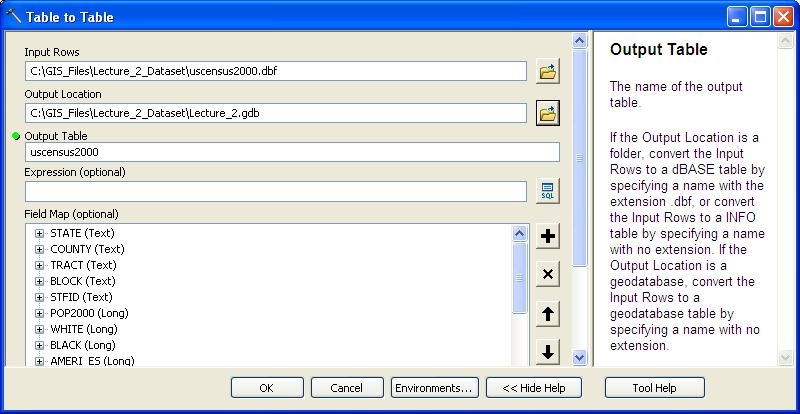 Table to Table
Input Rows
C:\GIS_Files\Lecture_2_Dataset\uscensus2000.dbf
Output Location
C:\GIS_Files\Lecture_2_Dataset\Lecture_2.gdb
Output Table
uscensus2000
Expression (optional)
SQL
Field Map (optional)
STATE (Text)
COUNTY (Text)
TRACT (Text)
BLOCK (Text)
STFID (Text)
POP2000 (Long)
WHITE (Long)
BLACK (Long)
AMERI_ES (Long)
OK
Cancel
Environments...
<< Hide Help
Tool Help
Output Table
The name of the output
table.
If the Output Location is a
folder, convert the Input
Rows to a dBASE table by
specifying a name with the
extension .dbf, or convert
the Input Rows to a INFO
table by specifying a name
with no extension. If the
Output Location is a
geodatabase, convert the
Input Rows to a
geodatabase table by
specifying a name with no
extension.